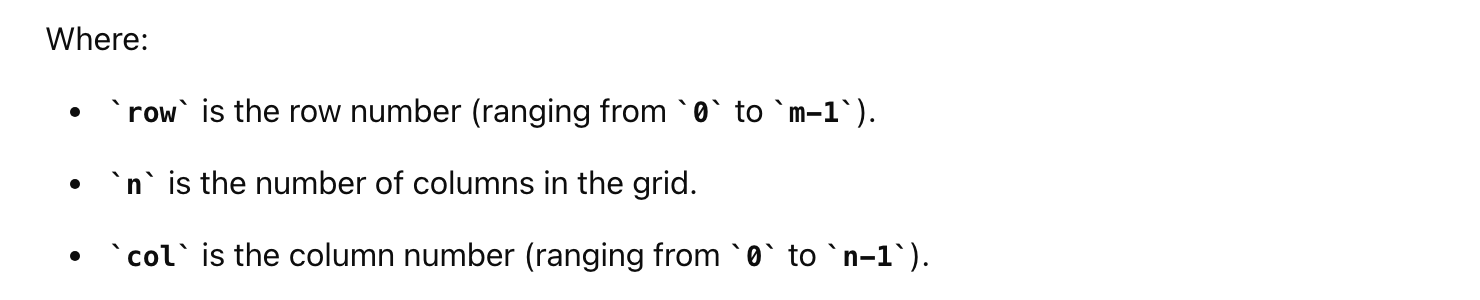 Where:
• `row` is the row number (ranging from `0` to `m-1`).
• `n` is the number of columns in the grid.
• `col` is the column number (ranging from `0` to `n-1`).